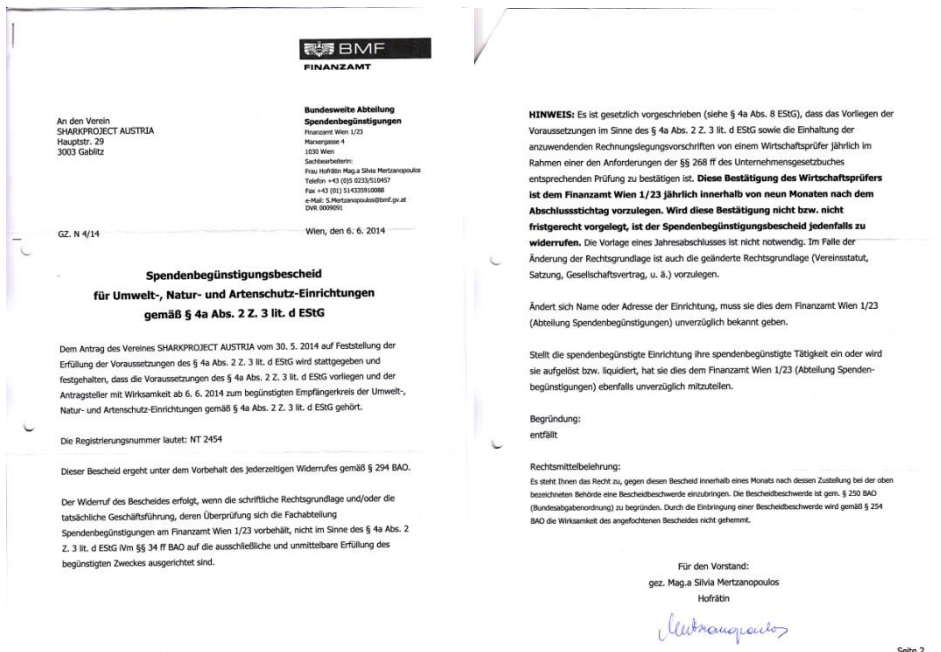 BMF
FINANZAMT
An den Verein
SHARKPROJECT AUSTRIA
Hauptstr. 29
3003 Gablitz
Bundesweite Abteilung
Spendenbegünstigungen
Finanzamt Wien 1/23
Marxergasse 4
1030 Wien
Sachbearbeiterin:
Frau Hofrätin Mag.a Silvia Mertzanopoulos
Telefon +43 (0)5 0233/510457
Fax +43 (01) 514335910088
e-Mail: S.Mertzanopoulos@bmf.gv.at
DVR 0009091
GZ. N 4/14
Wien, den 6. 6. 2014
Spendenbegünstigungsbescheid
für Umwelt-, Natur- und Artenschutz-Einrichtungen
gemäß § 4a Abs. 2 Z. 3 lit. d EStG
Dem Antrag des Vereines SHARKPROJECT AUSTRIA vom 30. 5. 2014 auf Feststellung der
Erfüllung der Voraussetzungen des § 4a Abs. 2 Z. 3 lit. d EStG wird stattgegeben und
festgehalten, dass die Voraussetzungen des § 4a Abs. 2 Z. 3 lit. d EStG vorliegen und der
Antragsteller mit Wirksamkeit ab 6. 6. 2014 zum begünstigten Empfängerkreis der Umwelt-,
Natur- und Artenschutz-Einrichtungen gemäß § 4a Abs. 2 Z. 3 lit. d EStG gehört.
Die Registrierungsnummer lautet: NT 2454
Dieser Bescheid ergeht unter dem Vorbehalt des jederzeitigen Widerrufes gemäß § 294 BAO.
Der Widerruf des Bescheides erfolgt, wenn die schriftliche Rechtsgrundlage und/oder die
tatsächliche Geschäftsführung, deren Überprüfung sich die Fachabteilung
Spendenbegünstigungen am Finanzamt Wien 1/23 vorbehält, nicht im Sinne des § 4a Abs. 2
Z. 3 lit. d EStG iVm §§ 34 ff BAO auf die ausschließliche und unmittelbare Erfüllung des
begünstigten Zweckes ausgerichtet sind.
HINWEIS: Es ist gesetzlich vorgeschrieben (siehe § 4a Abs. 8 EStG), dass das Vorliegen der
Voraussetzungen im Sinne des § 4a Abs. 2 Z. 3 lit. d EStG sowie die Einhaltung der
anzuwendenden Rechnungslegungsvorschriften von einem Wirtschaftsprüfer jährlich im
Rahmen einer den Anforderungen der §§ 268 ff des Unternehmensgesetzbuches
entsprechenden Prüfung zu bestätigen ist. Diese Bestätigung des Wirtschaftsprüfers
ist dem Finanzamt Wien 1/23 jährlich innerhalb von neun Monaten nach dem
Abschlussstichtag vorzulegen. Wird diese Bestätigung nicht bzw. nicht
fristgerecht vorgelegt, ist der Spendenbegünstigungsbescheid jedenfalls zu
widerrufen. Die Vorlage eines Jahresabschlusses ist nicht notwendig. Im Falle der
Änderung der Rechtsgrundlage ist auch die geänderte Rechtsgrundlage (Vereinsstatut,
Satzung, Gesellschaftsvertrag, u. ä.) vorzulegen.
Ändert sich Name oder Adresse der Einrichtung, muss sie dies dem Finanzamt Wien 1/23
(Abteilung Spendenbegünstigungen) unverzüglich bekannt geben.
Stellt die spendenbegünstigte Einrichtung ihre spendenbegünstigte Tätigkeit ein oder wird
sie aufgelöst bzw. liquidiert, hat sie dies dem Finanzamt Wien 1/23 (Abteilung Spenden-
begünstigungen) ebenfalls unverzüglich mitzuteilen.
Begründung:
entfällt
Rechtsmittelbelehrung:
Es steht Ihnen das Recht zu, gegen diesen Bescheid innerhalb eines Monats nach dessen Zustellung bei der oben
bezeichneten Behörde eine Bescheidbeschwerde einzubringen. Die Bescheidbeschwerde ist gem. § 250 BAO
(Bundesabgabenordnung) zu begründen. Durch die Einbringung einer Bescheidbeschwerde wird gemäß § 254
BAO die Wirksamkeit des angefochtenen Bescheides nicht gehemmt.
Für den Vorstand:
gez. Mag.a Silvia Mertzanopoulos
Hofrätin
Mertzanopoulos
Seite 2